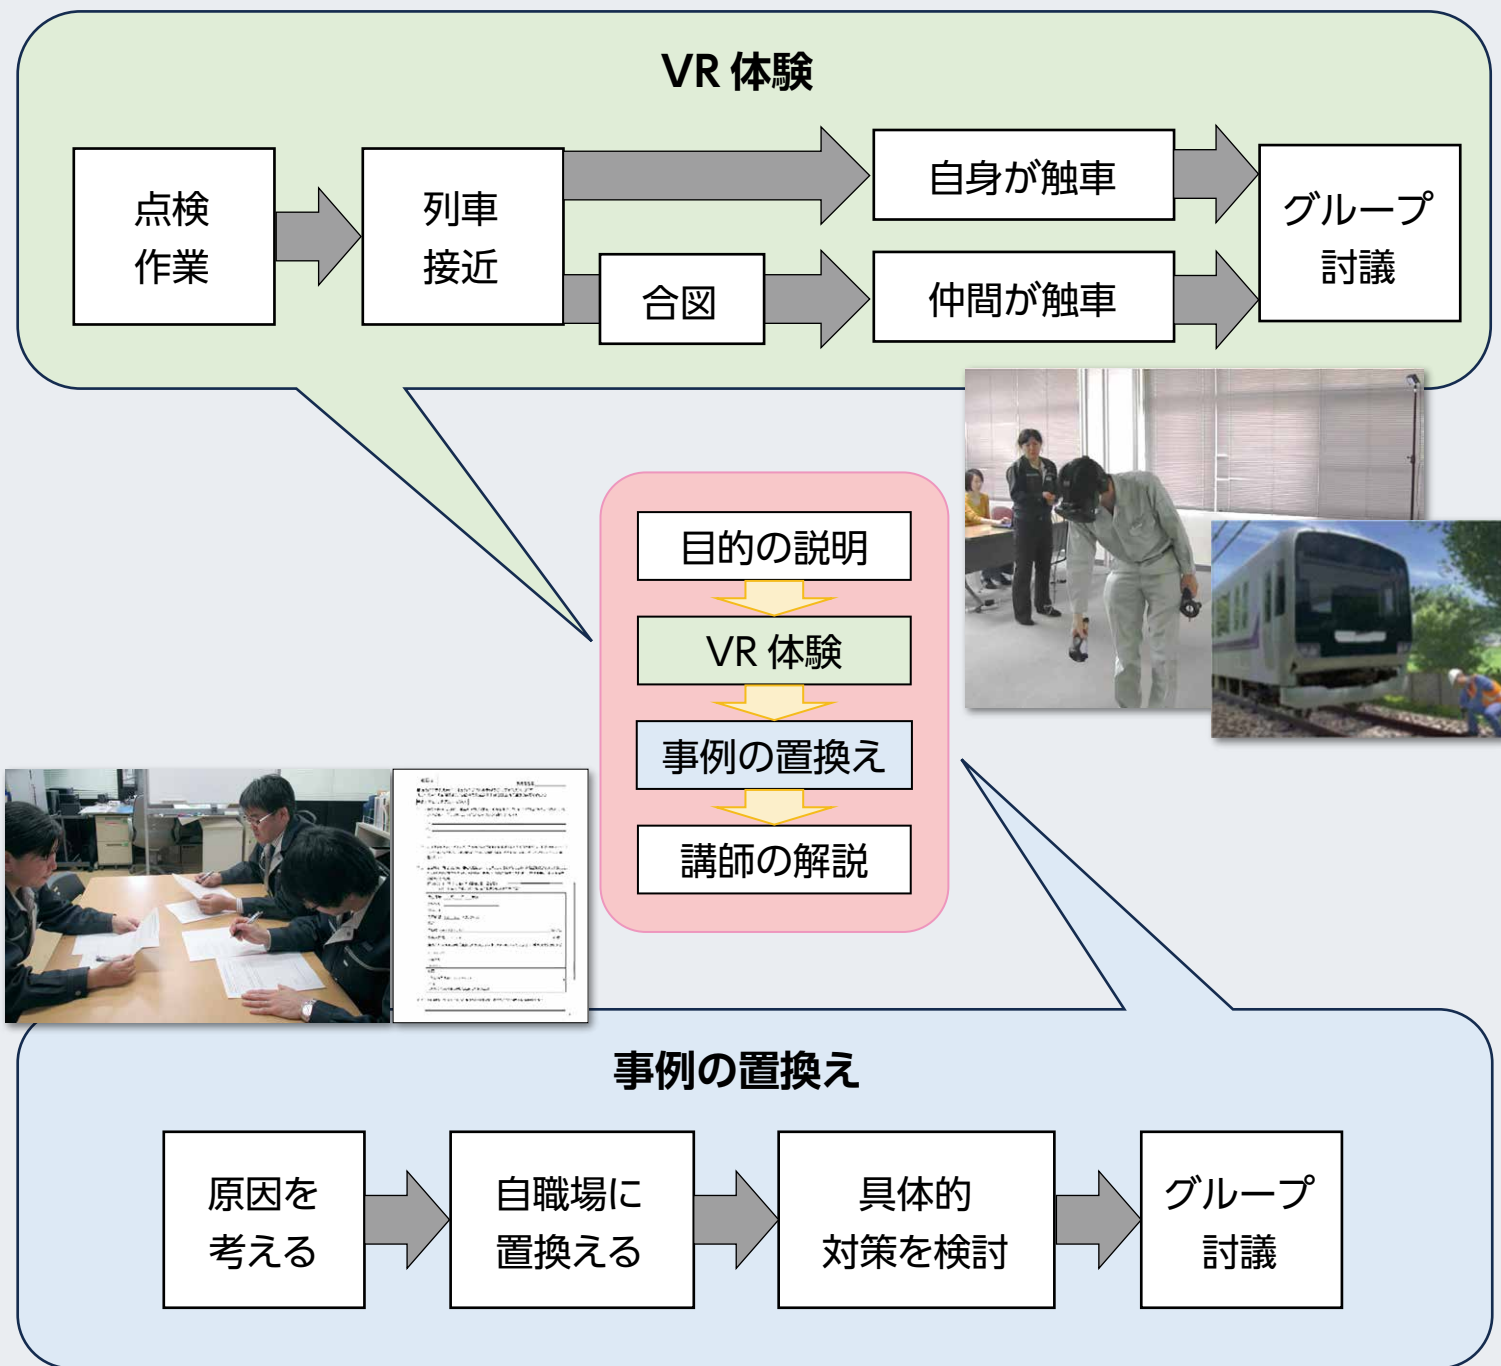 VR 体験
点検
作業
列車
接近
自身が触車
合図
仲間が触車
グループ
討議
目的の説明
VR 体験
事例の置換え
講師の解説
事例の置換え
原因を
考える
自職場に
置換える
具体的
対策を検討
グループ
討議